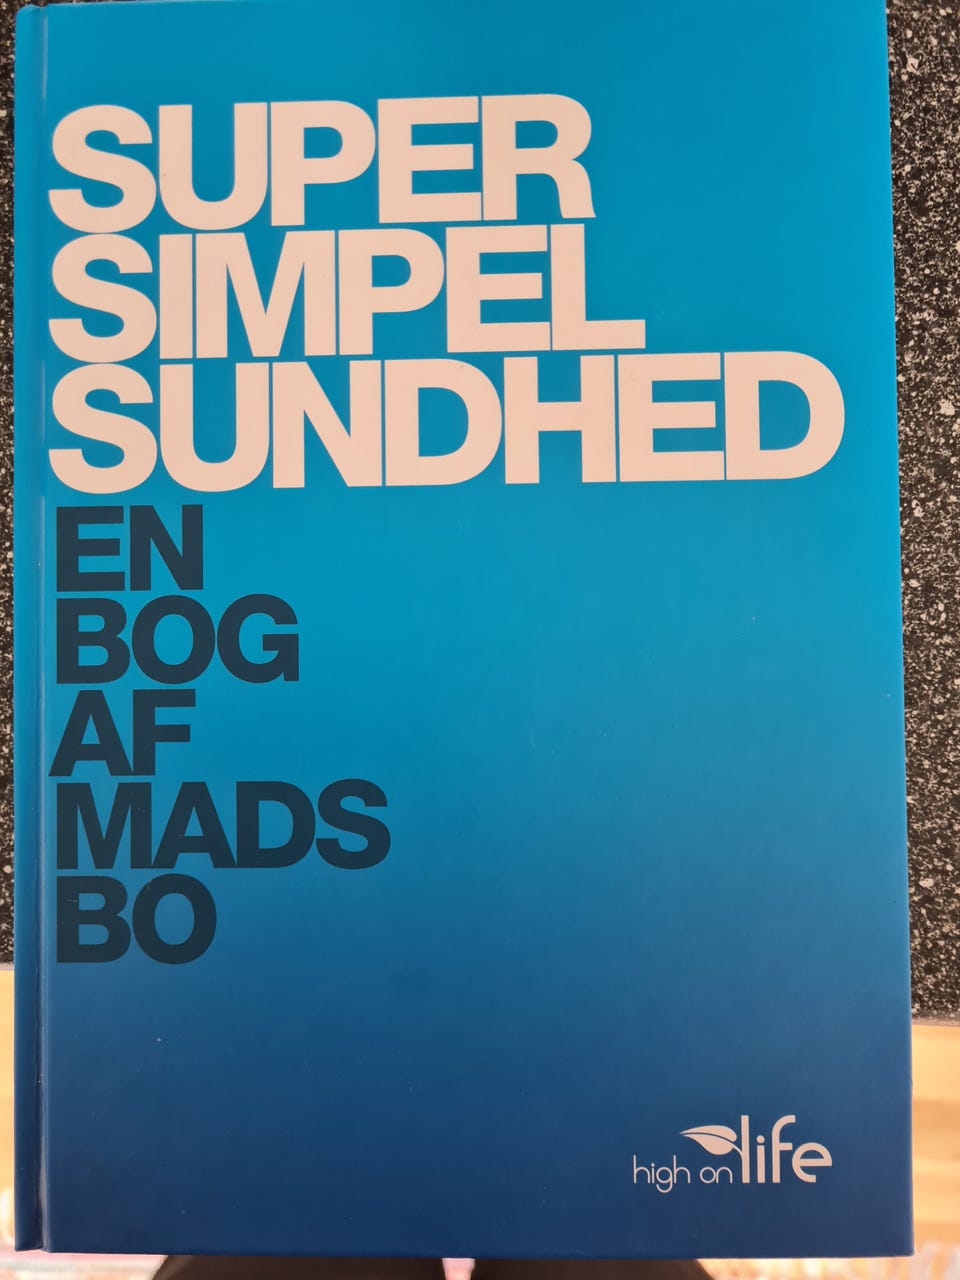 SUPER
SIMPEL
SUNDHED
EN
BOG
AF
MADS
BO
high on life